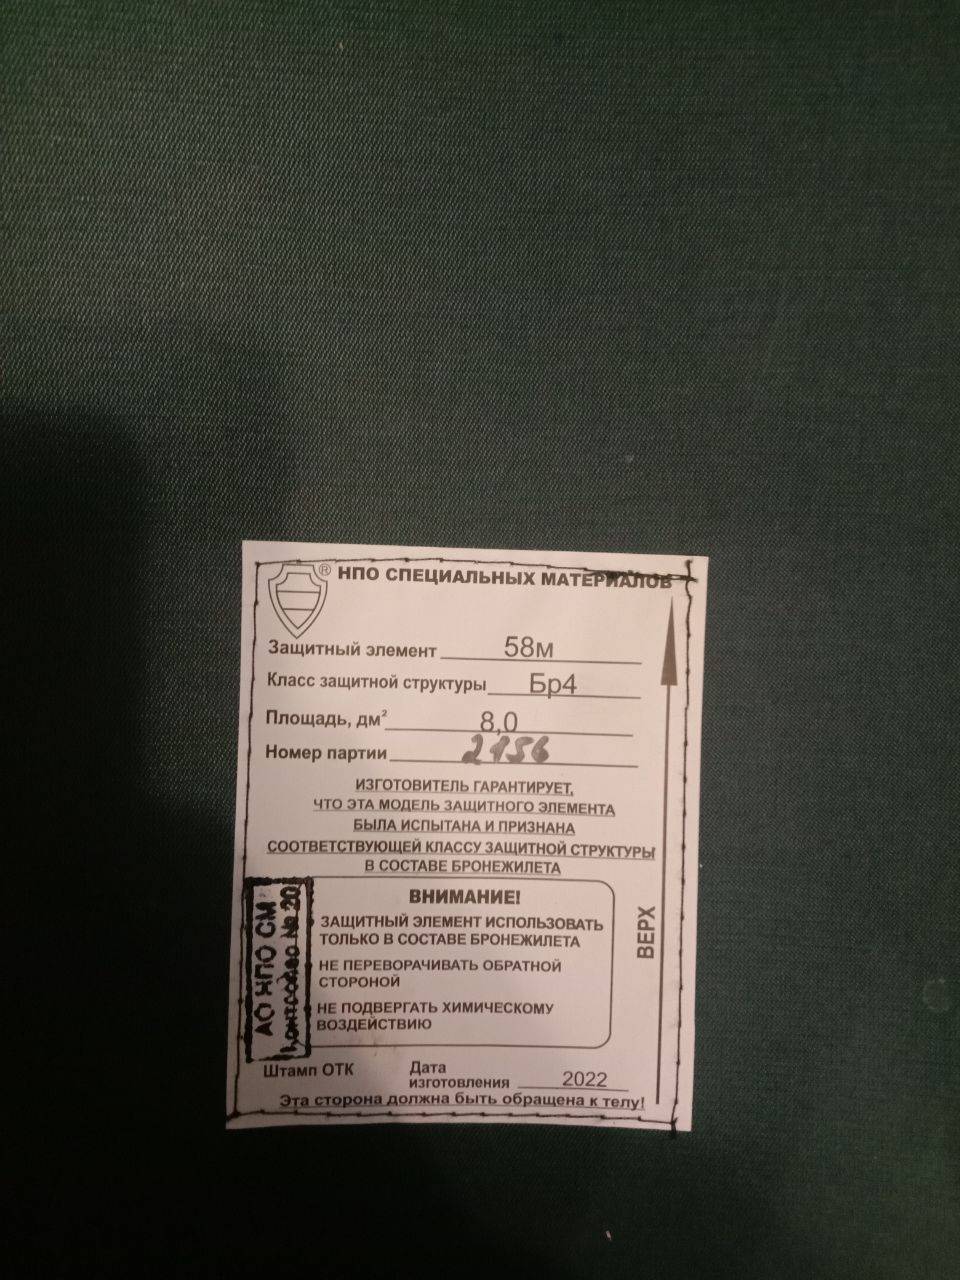 ® НПО СПЕЦИАЛЬНЫХ МАТЕРИАЛОВ
Защитный элемент 58м
Класс защитной структуры Бр4
Площадь, дм² 8,0
Номер партии 2156
ИЗГОТОВИТЕЛЬ ГАРАНТИРУЕТ,
ЧТО ЭТА МОДЕЛЬ ЗАЩИТНОГО ЭЛЕМЕНТА
БЫЛА ИСПЫТАНА И ПРИЗНАНА
СООТВЕТСТВУЮЩЕЙ КЛАССУ ЗАЩИТНОЙ СТРУКТУРЫ
В СОСТАВЕ БРОНЕЖИЛЕТА
ВНИМАНИЕ!
ЗАЩИТНЫЙ ЭЛЕМЕНТ ИСПОЛЬЗОВАТЬ
ТОЛЬКО В СОСТАВЕ БРОНЕЖИЛЕТА
НЕ ПЕРЕВОРАЧИВАТЬ ОБРАТНОЙ
СТОРОНОЙ
НЕ ПОДВЕРГАТЬ ХИМИЧЕСКОМУ
ВОЗДЕЙСТВИЮ
АО НПО СМ
№ 20
ВЕРХ
Штамп ОТК
Дата
изготовления 2022
Эта сторона должна быть обращена к телу!